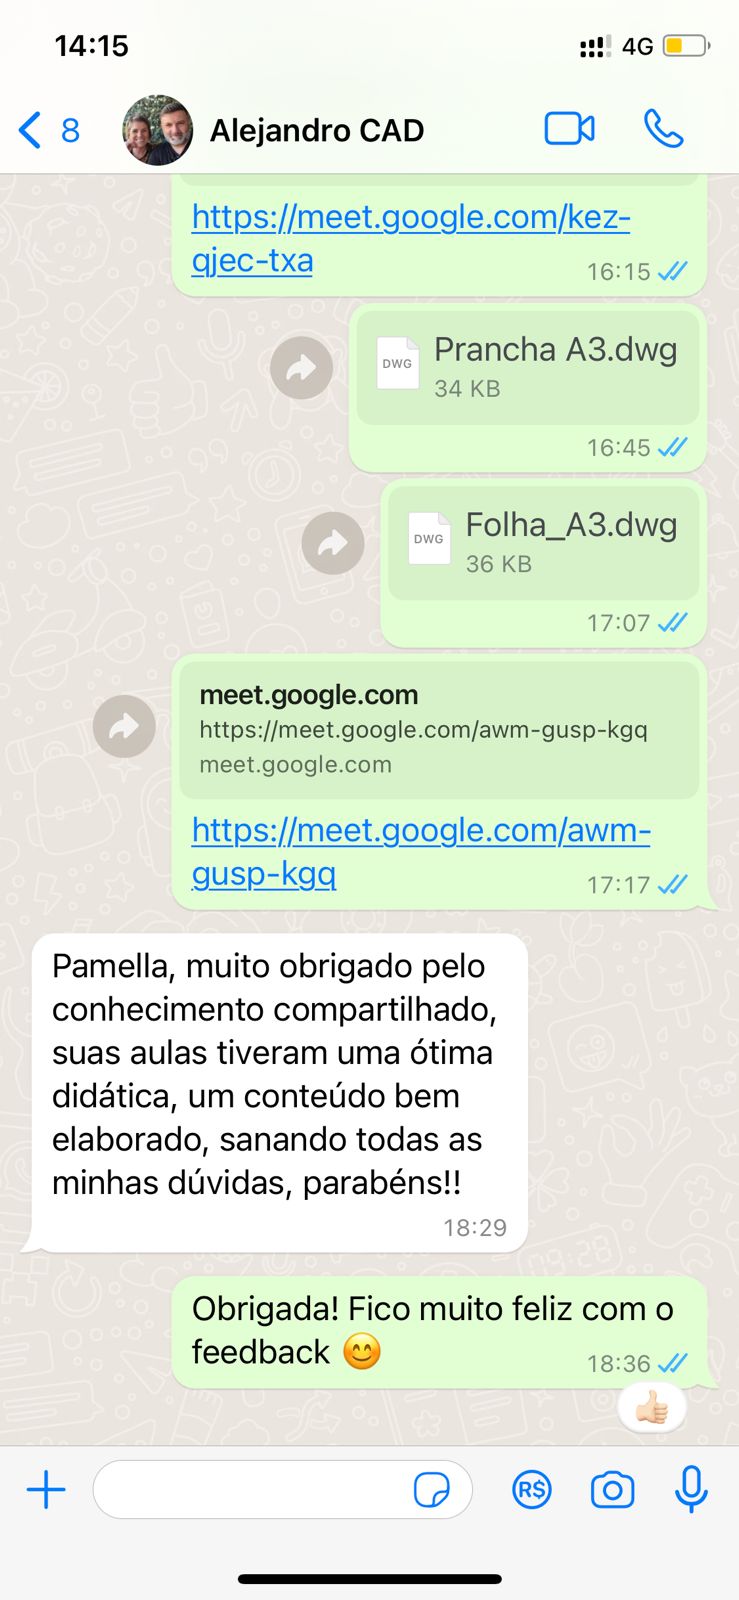 14:15
4G
8
Alejandro CAD
https://meet.google.com/kez-
qjec-txa
16:15
DWG
Prancha A3.dwg
34 KB
16:45
DWG
Folha_A3.dwg
36 KB
17:07
meet.google.com
https://meet.google.com/awm-gusp-kgq
meet.google.com
https://meet.google.com/awm-
gusp-kgq
17:17
Pamella, muito obrigado pelo
conhecimento compartilhado,
suas aulas tiveram uma ótima
didática, um conteúdo bem
elaborado, sanando todas as
minhas dúvidas, parabéns!!
18:29
Obrigada! Fico muito feliz com o
feedback 😊
18:36
R$